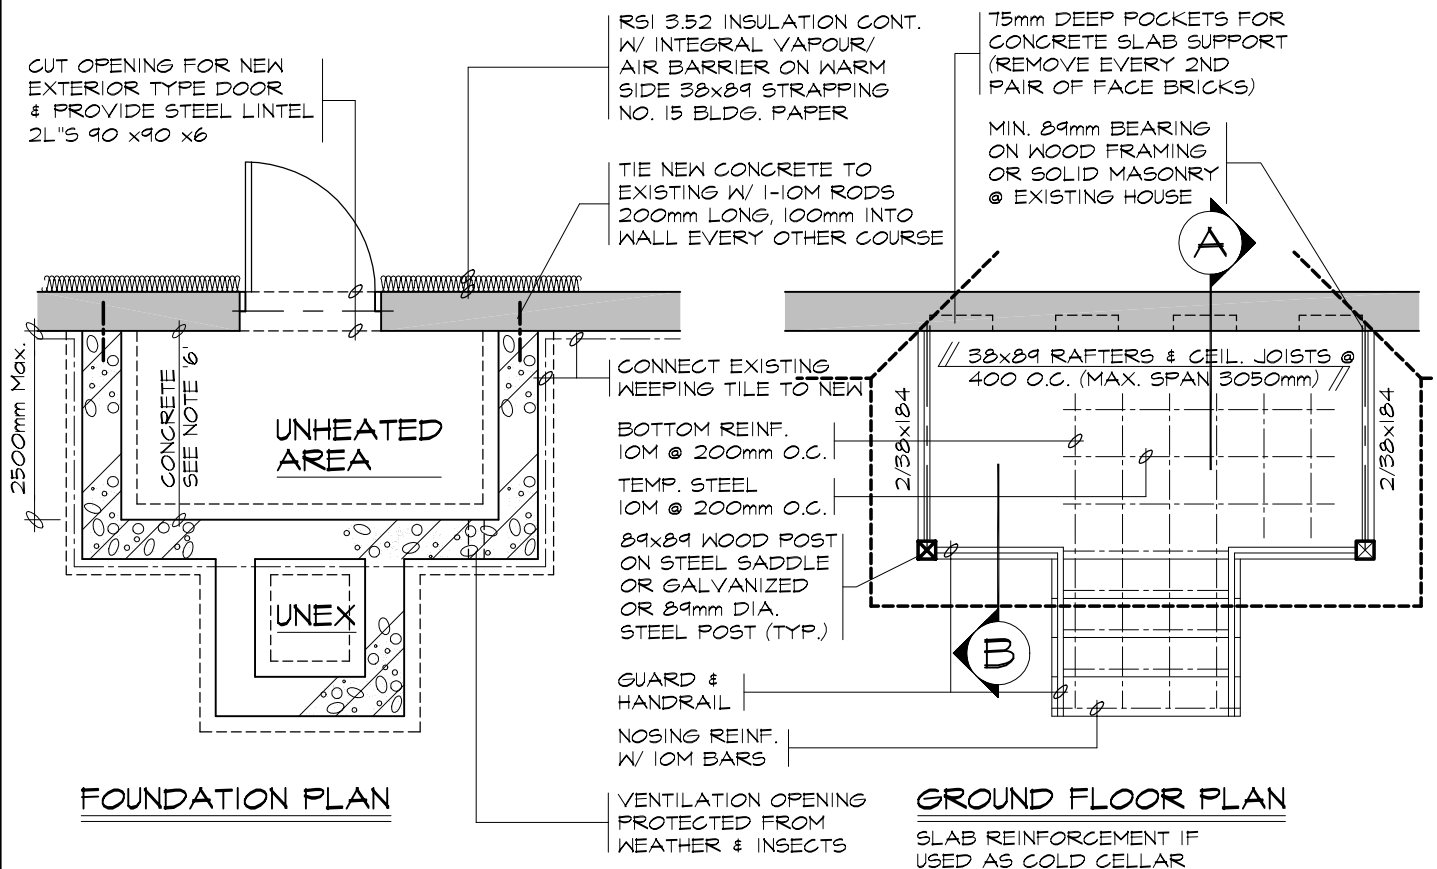 CUT OPENING FOR NEW
EXTERIOR TYPE DOOR
& PROVIDE STEEL LINTEL
2L"S 90 x90 x6
RSI 3.52 INSULATION CONT.
W/ INTEGRAL VAPOUR/
AIR BARRIER ON WARM
SIDE 38x89 STRAPPING
NO. 15 BLDG. PAPER
TIE NEW CONCRETE TO
EXISTING W/ 1-10M RODS
200mm LONG, 100mm INTO
WALL EVERY OTHER COURSE
75mm DEEP POCKETS FOR
CONCRETE SLAB SUPPORT
(REMOVE EVERY 2ND
PAIR OF FACE BRICKS)
MIN. 89mm BEARING
ON WOOD FRAMING
OR SOLID MASONRY
@ EXISTING HOUSE
A
2500mm Max.
CONCRETE
SEE NOTE '6'
UNHEATED
AREA
UNEX
CONNECT EXISTING
WEEPING TILE TO NEW
BOTTOM REINF.
10M @ 200mm O.C.
TEMP. STEEL
10M @ 200mm O.C.
89x89 WOOD POST
ON STEEL SADDLE
OR GALVANIZED
OR 89mm DIA.
STEEL POST (TYP.)
GUARD &
HANDRAIL
NOSING REINF.
W/ 10M BARS
VENTILATION OPENING
PROTECTED FROM
WEATHER & INSECTS
// 38x89 RAFTERS & CEIL. JOISTS @
400 O.C. (MAX. SPAN 3050mm) //
2/38x184
2/38x184
B
FOUNDATION PLAN
GROUND FLOOR PLAN
SLAB REINFORCEMENT IF
USED AS COLD CELLAR